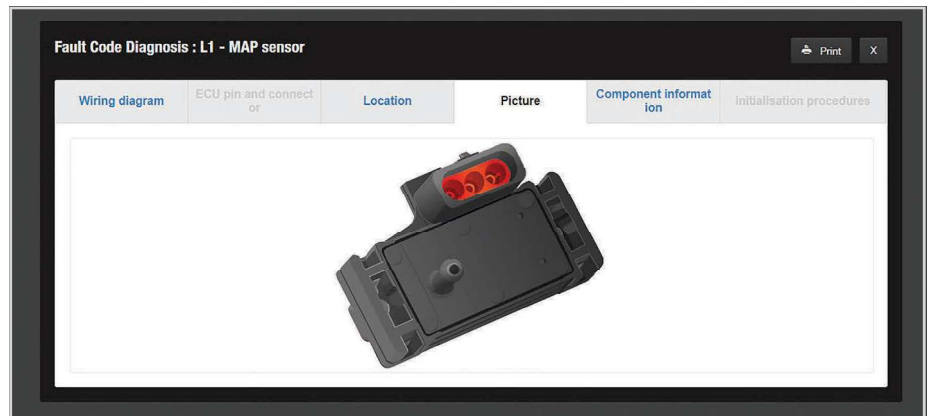 Fault Code Diagnosis : L1 - MAP sensor
Print
X
Wiring diagram
ECU pin and connect
or
Location
Picture
Component informat
ion
Initialisation procedures